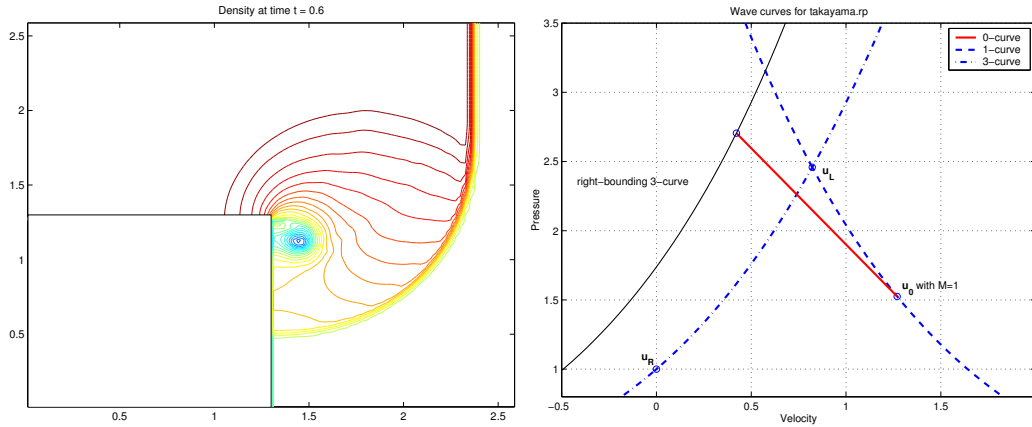 Density at time t = 0.6
2.5
2
1.5
1
0.5
0.5
1
1.5
2
2.5
Wave curves for takayama.rp
0-curve
1-curve
3-curve
Pressure
3.5
3
2.5
2
1.5
1
right-bounding 3-curve
u_L
u_0 with M=1
u_R
-0.5
0
0.5
1
1.5
Velocity